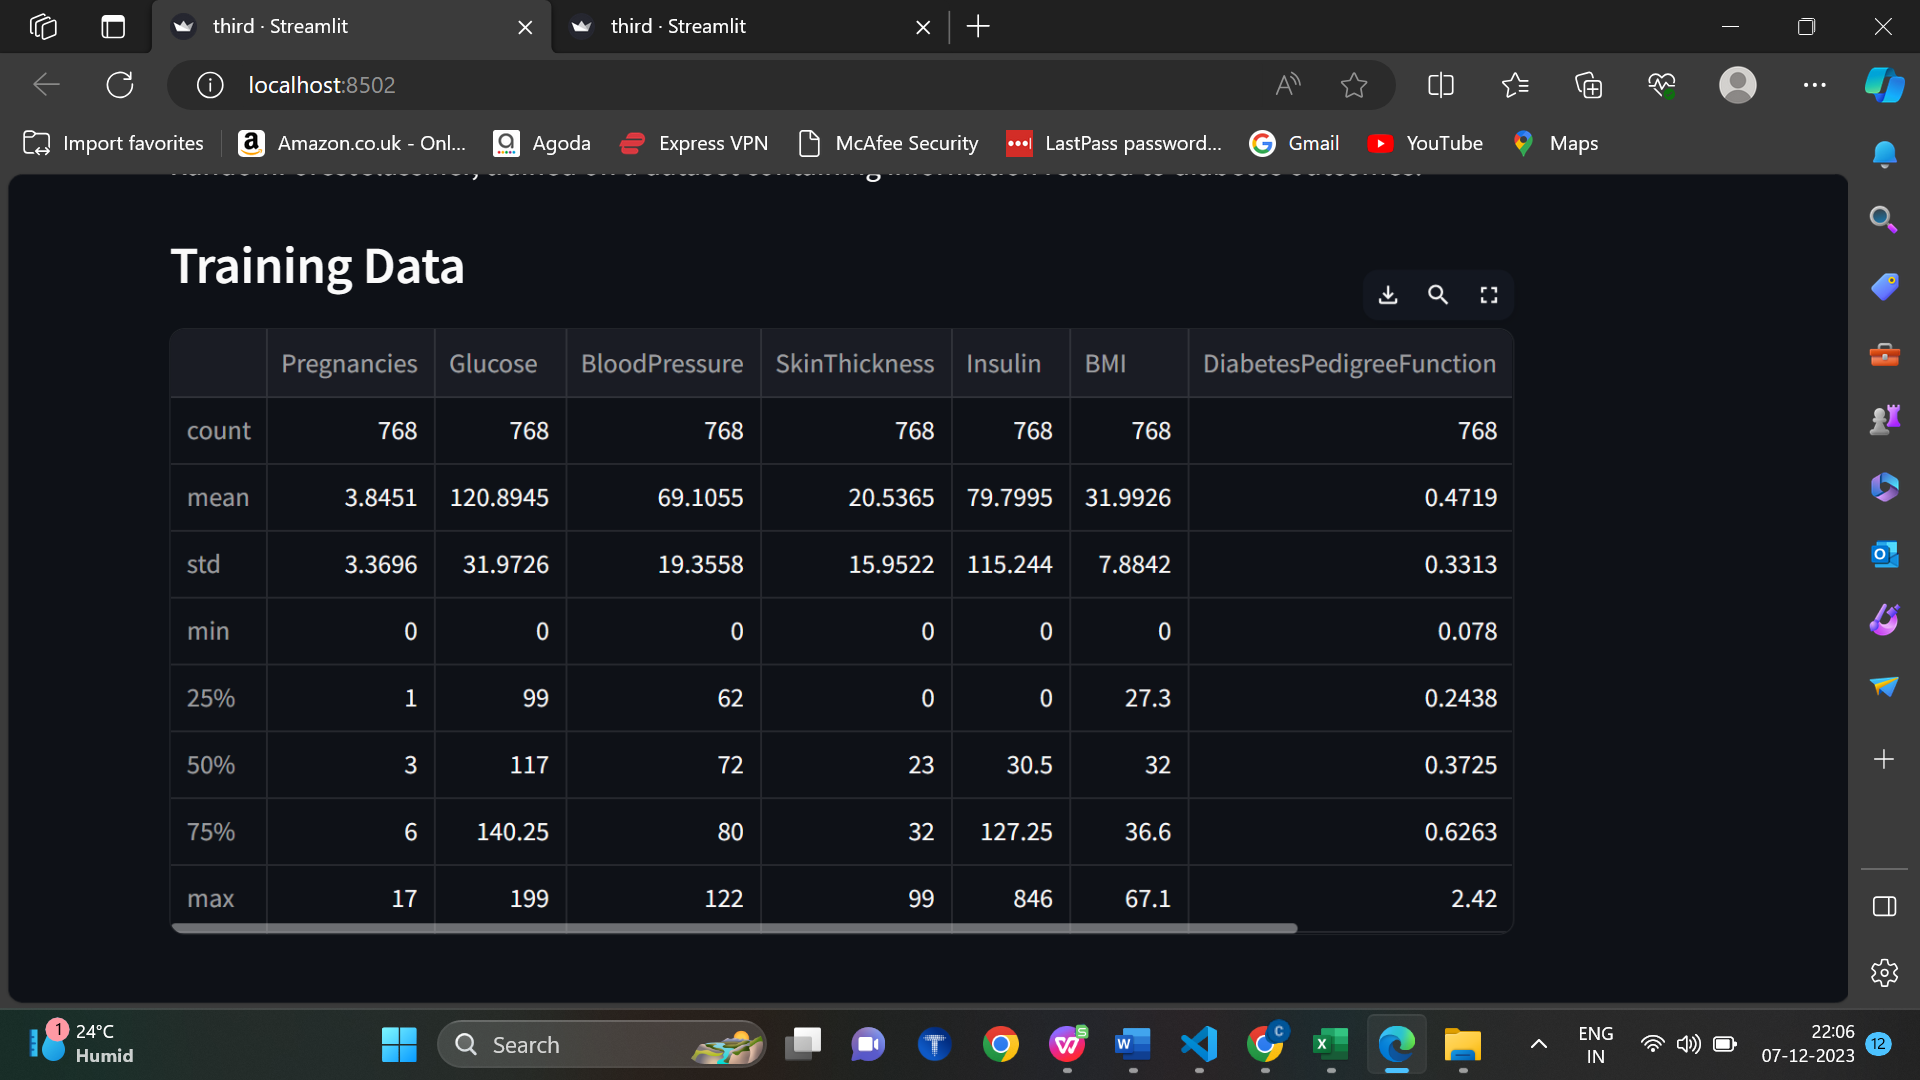 third · Streamlit
third · Streamlit
localhost:8502
Import favorites
Amazon.co.uk - Onl...
Agoda
Express VPN
McAfee Security
LastPass password...
Gmail
YouTube
Maps
Training Data
Pregnancies Glucose BloodPressure SkinThickness Insulin BMI DiabetesPedigreeFunction
count 768 768 768 768 768 768 768
mean 3.8451 120.8945 69.1055 20.5365 79.7995 31.9926 0.4719
std 3.3696 31.9726 19.3558 15.9522 115.244 7.8842 0.3313
min 0 0 0 0 0 0 0.078
25% 1 99 62 0 0 27.3 0.2438
50% 3 117 72 23 30.5 32 0.3725
75% 6 140.25 80 32 127.25 36.6 0.6263
max 17 199 122 99 846 67.1 2.42
1
24°C
Humid
Search
ENG
IN
22:06
07-12-2023
12